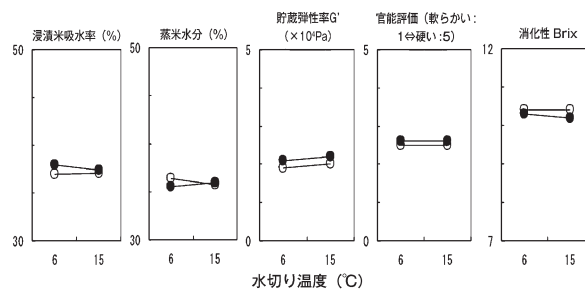 浸漬米吸水率（%）
50
30
6
15
蒸米水分（%）
50
30
6
15
貯蔵弾性率G'
（×10⁴Pa）
5
0
6
15
官能評価（軟らかい：
1⇔硬い：5）
5
0
6
15
消化性 Brix
12
7
6
15
水切り温度（℃）